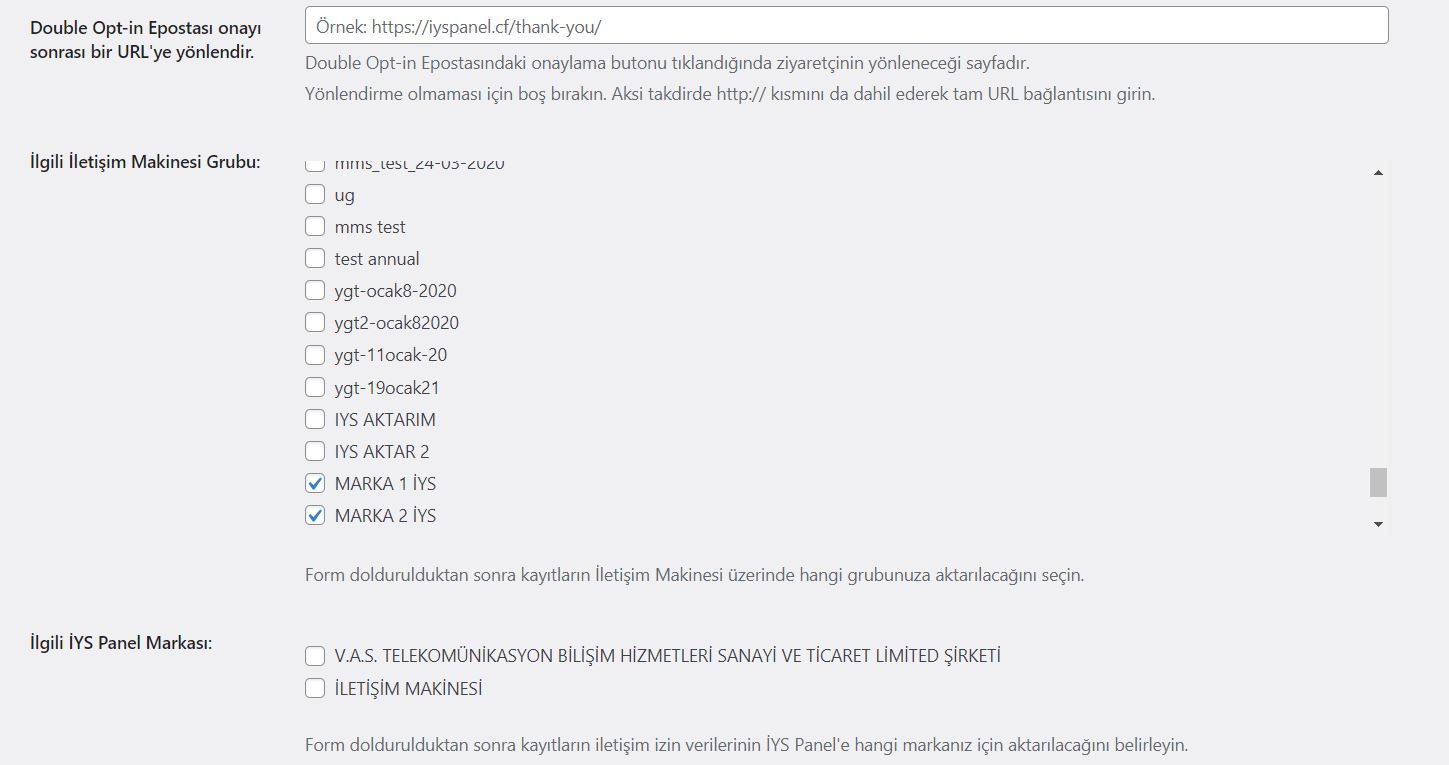 Double Opt-in Epostası onayı
sonrası bir URL'ye yönlendir.
Örnek: https://iyspanel.cf/thank-you/
Double Opt-in Epostasındaki onaylama butonu tıklandığında ziyaretçinin yönleneceği sayfadır.
Yönlendirme olmaması için boş bırakın. Aksi takdirde http:// kısmını da dahil ederek tam URL bağlantısını girin.
İlgili İletişim Makinesi Grubu:
mms_test_24-03-2020
ug
mms test
test annual
ygt-ocak8-2020
ygt2-ocak82020
ygt-11ocak-20
ygt-19ocak21
IYS AKTARIM
IYS AKTAR 2
MARKA 1 İYS
MARKA 2 İYS
Form doldurulduktan sonra kayıtların İletişim Makinesi üzerinde hangi grubunuza aktarılacağını seçin.
İlgili İYS Panel Markası:
V.A.S. TELEKOMÜNİKASYON BİLİŞİM HİZMETLERİ SANAYİ VE TİCARET LİMİTED ŞİRKETİ
İLETİŞİM MAKİNESİ
Form doldurulduktan sonra kayıtların iletişim izin verilerinin İYS Panel'e hangi markanız için aktarılacağını belirleyin.